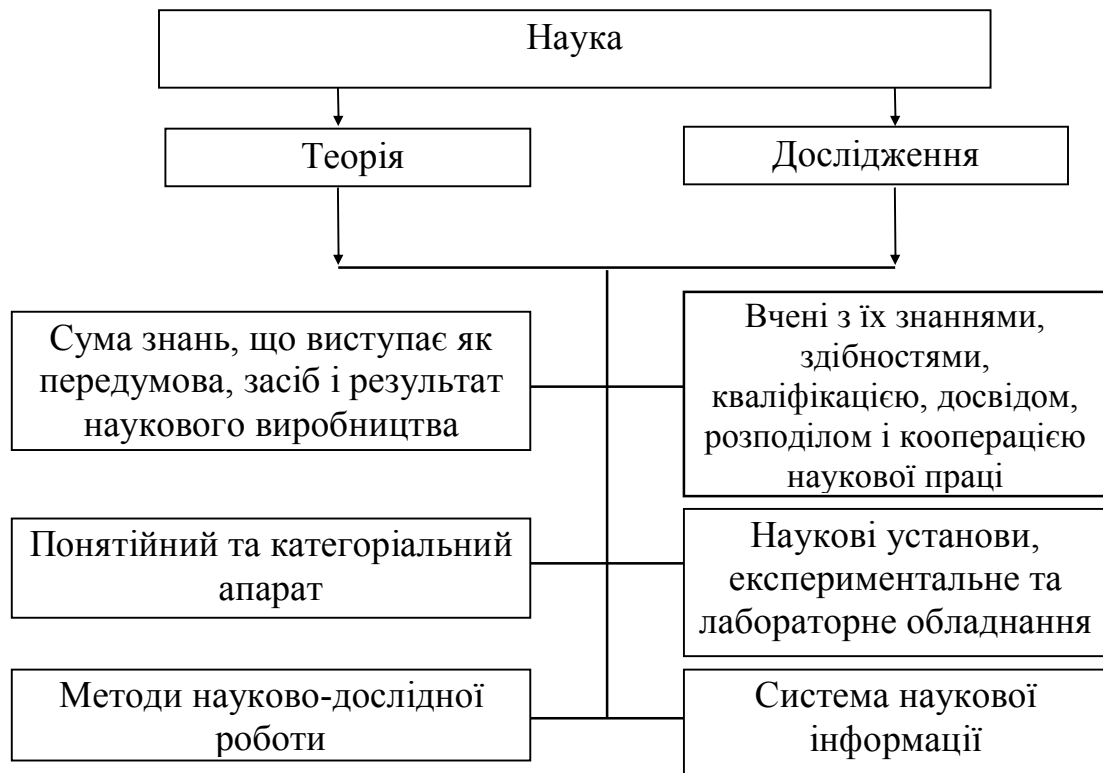 Наука
Теорія
Дослідження
Сума знань, що виступає як
передумова, засіб і результат
наукового виробництва
Вчені з їх знаннями,
здібностями,
кваліфікацією, досвідом,
розподілом і кооперацією
наукової праці
Понятійний та категоріальний
апарат
Наукові установи,
експериментальне та
лабораторне обладнання
Методи науково-дослідної
роботи
Система наукової
інформації